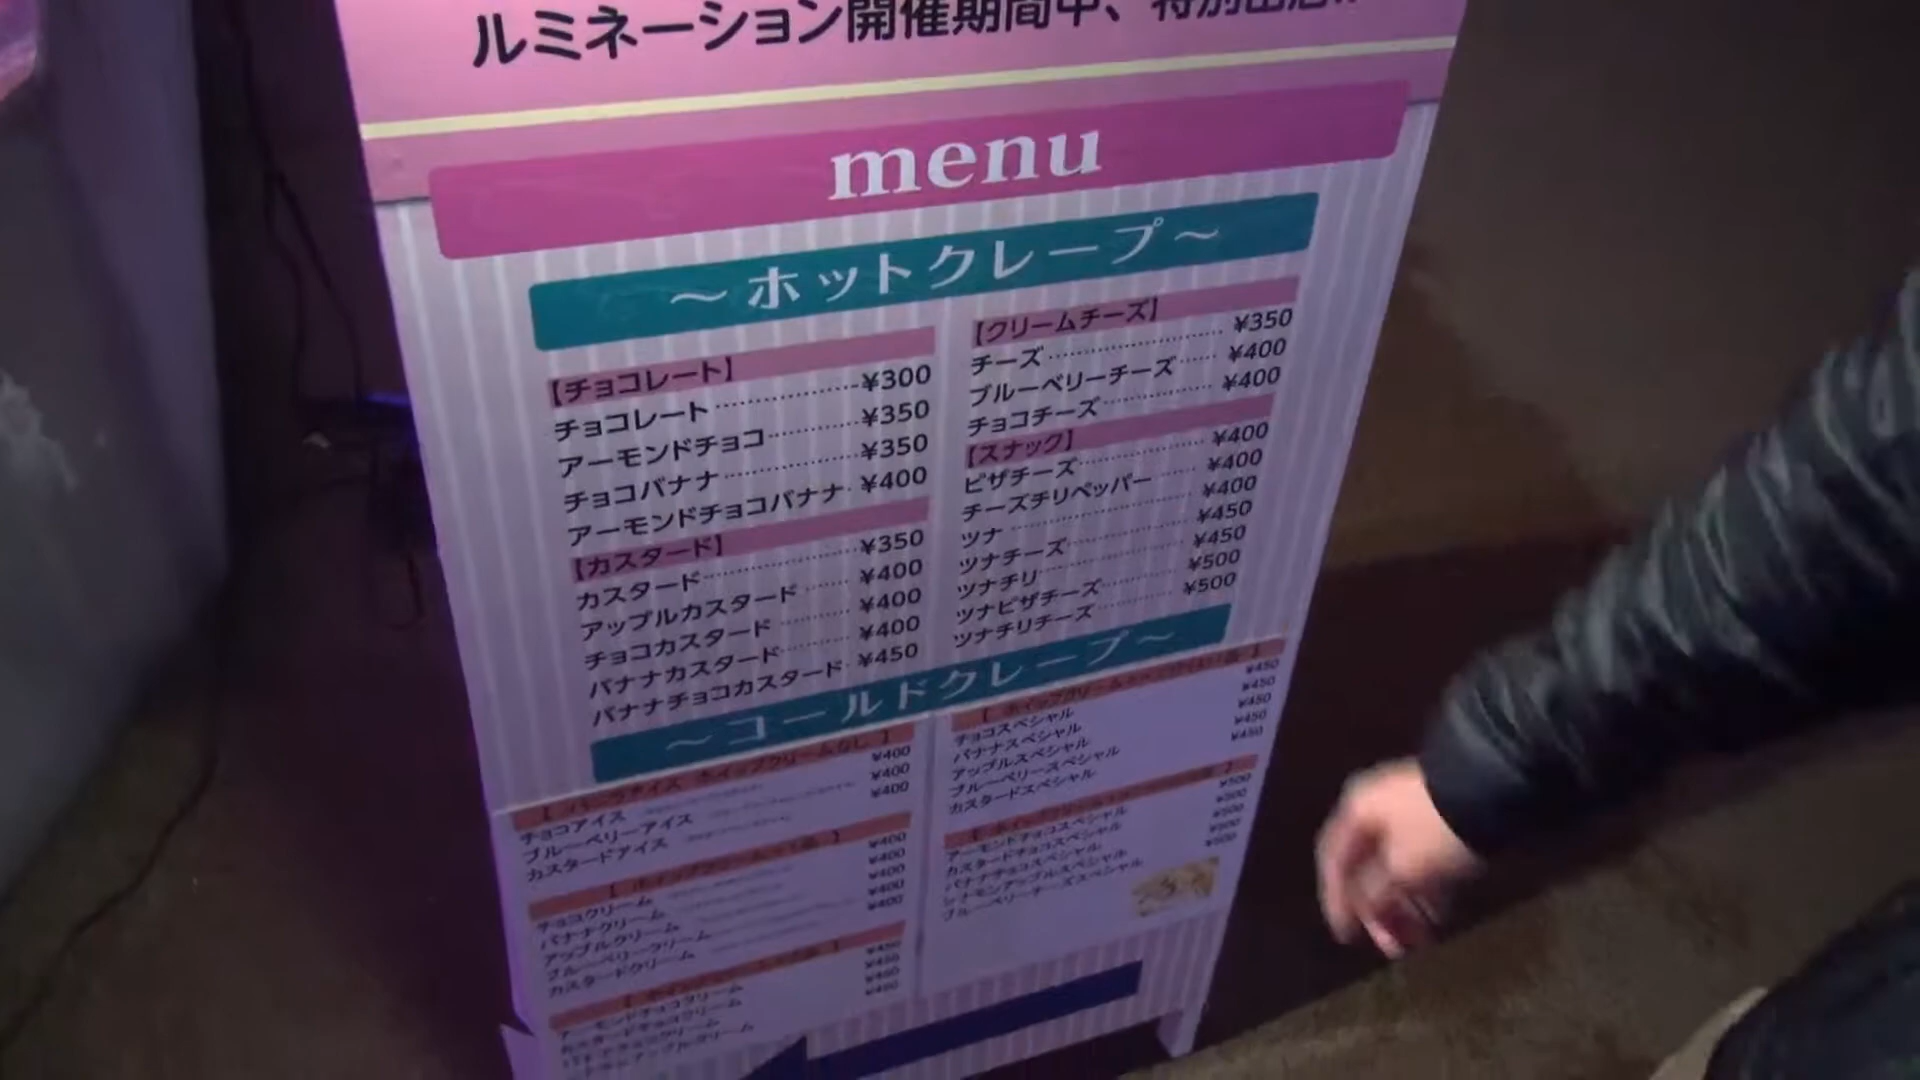 ルミネーション開催期間中、特別出店!!
menu
～ホットクレープ～
【チョコレート】
チョコレート ¥300
アーモンドチョコ ¥350
チョコバナナ ¥350
アーモンドチョコバナナ ¥400
【カスタード】
カスタード ¥350
アップルカスタード ¥400
チョコカスタード ¥400
バナナカスタード ¥400
バナナチョコカスタード ¥450
【クリームチーズ】
チーズ ¥350
ブルーベリーチーズ ¥400
チョコチーズ ¥400
【スナック】
ピザチーズ ¥400
チーズチリペッパー ¥400
ツナ ¥400
ツナチーズ ¥450
ツナチリ ¥450
ツナピザチーズ ¥500
ツナチリチーズ ¥500
～コールドクレープ～
ホイップクリームなし 】
チョコアイス ¥400
ブルーベリーアイス ¥400
カスタードアイス ¥400
チョコクリーム ¥400
バナナクリーム ¥400
アップルクリーム ¥400
ブルーベリークリーム ¥400
カスタードクリーム ¥400
アーモンドチョコクリーム ¥450
カスタードチョコクリーム ¥450
バナナチョコクリーム ¥450
¥450
【 ホイップクリーム
チョコスペシャル ¥450
バナナスペシャル ¥450
アップルスペシャル ¥450
ブルーベリースペシャル ¥450
カスタードスペシャル ¥450
アーモンドチョコスペシャル ¥500
カスタードチョコスペシャル ¥500
バナナチョコスペシャル ¥500
シナモンアップルスペシャル ¥500
ブルーベリーチーズスペシャル ¥500